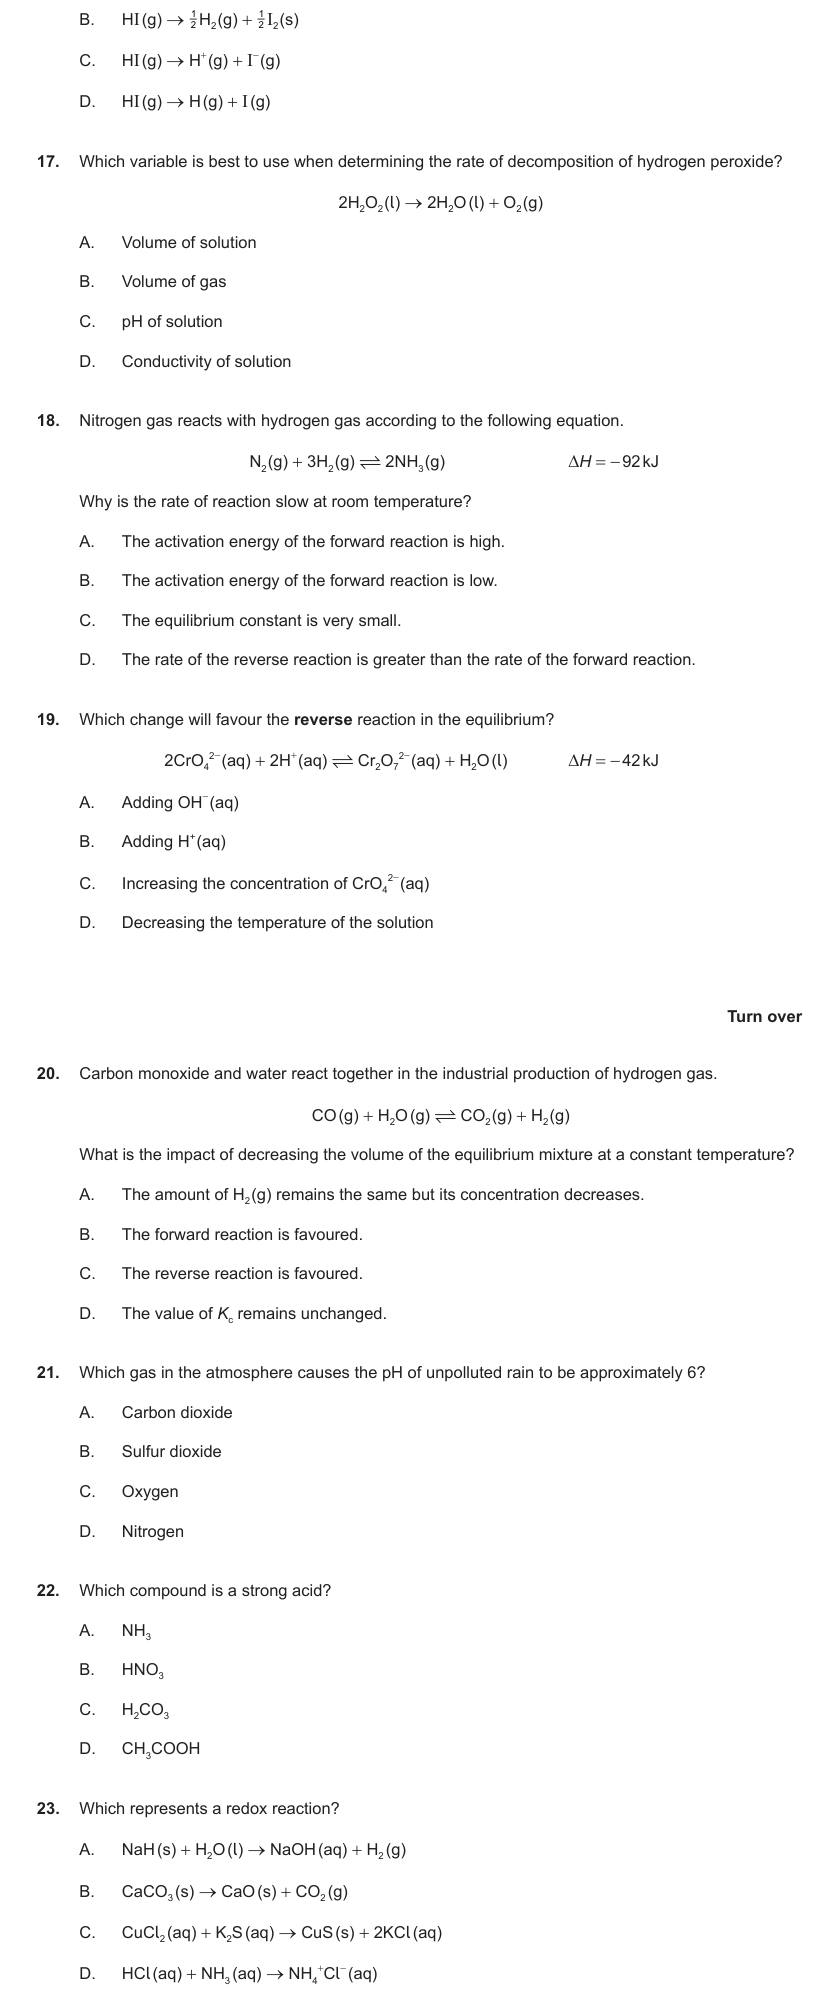 B. HI(g) → ½H₂(g) + ½I₂(s)
C. HI(g) → H⁺(g) + I⁻(g)
D. HI(g) → H(g) + I(g)
17. Which variable is best to use when determining the rate of decomposition of hydrogen peroxide?
2H₂O₂(l) → 2H₂O(l) + O₂(g)
A. Volume of solution
B. Volume of gas
C. pH of solution
D. Conductivity of solution
18. Nitrogen gas reacts with hydrogen gas according to the following equation.
N₂(g) + 3H₂(g) ⇌ 2NH₃(g) ΔH = −92 kJ
Why is the rate of reaction slow at room temperature?
A. The activation energy of the forward reaction is high.
B. The activation energy of the forward reaction is low.
C. The equilibrium constant is very small.
D. The rate of the reverse reaction is greater than the rate of the forward reaction.
19. Which change will favour the reverse reaction in the equilibrium?
2CrO₄²⁻(aq) + 2H⁺(aq) ⇌ Cr₂O₇²⁻(aq) + H₂O(l) ΔH = −42 kJ
A. Adding OH⁻(aq)
B. Adding H⁺(aq)
C. Increasing the concentration of CrO₄²⁻(aq)
D. Decreasing the temperature of the solution
Turn over
20. Carbon monoxide and water react together in the industrial production of hydrogen gas.
CO(g) + H₂O(g) ⇌ CO₂(g) + H₂(g)
What is the impact of decreasing the volume of the equilibrium mixture at a constant temperature?
A. The amount of H₂(g) remains the same but its concentration decreases.
B. The forward reaction is favoured.
C. The reverse reaction is favoured.
D. The value of K꜀ remains unchanged.
21. Which gas in the atmosphere causes the pH of unpolluted rain to be approximately 6?
A. Carbon dioxide
B. Sulfur dioxide
C. Oxygen
D. Nitrogen
22. Which compound is a strong acid?
A. NH₃
B. HNO₃
C. H₂CO₃
D. CH₃COOH
23. Which represents a redox reaction?
A. NaH(s) + H₂O(l) → NaOH(aq) + H₂(g)
B. CaCO₃(s) → CaO(s) + CO₂(g)
C. CuCl₂(aq) + K₂S(aq) → CuS(s) + 2KCl(aq)
D. HCl(aq) + NH₃(aq) → NH₄⁺Cl⁻(aq)